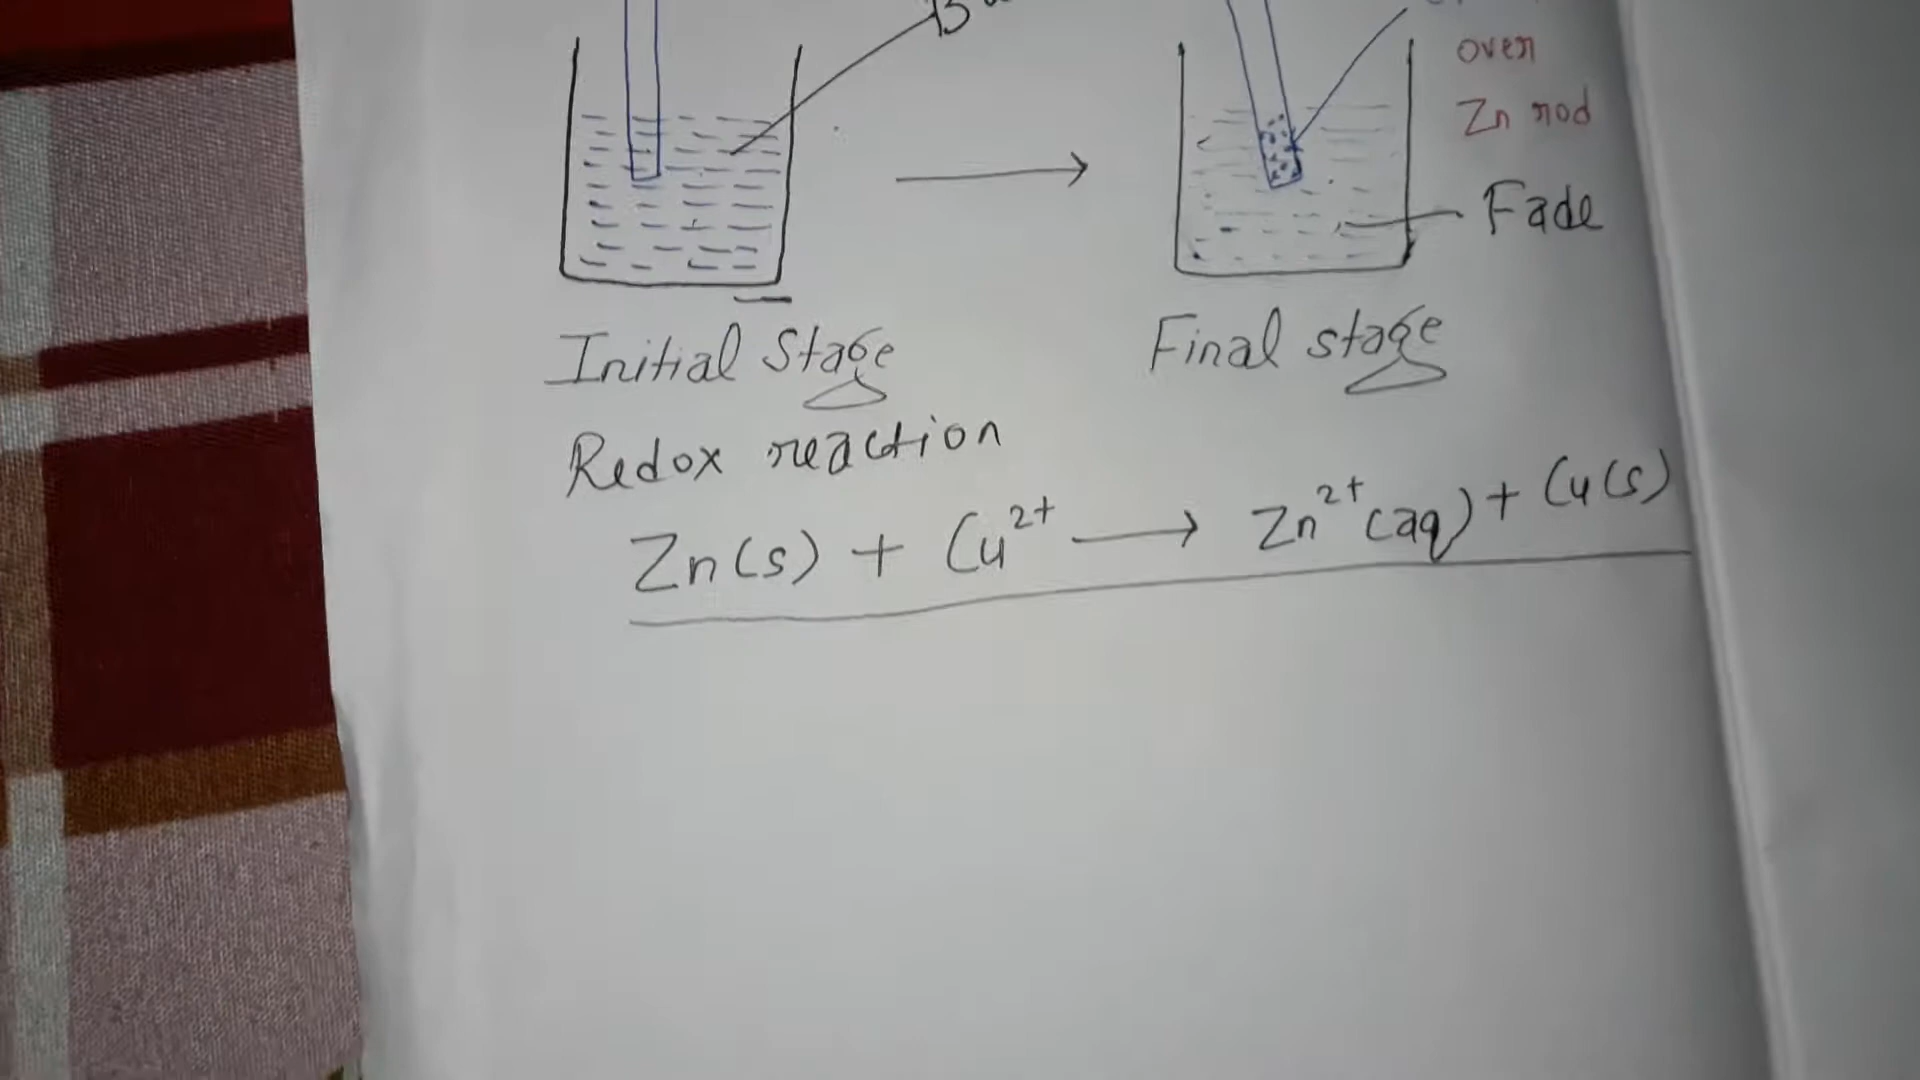 over
Zn rod
Fade
Initial Stage
Final stage
Redox reaction
Zn(s) + Cu²⁺ ⟶ Zn²⁺(aq) + Cu(s)